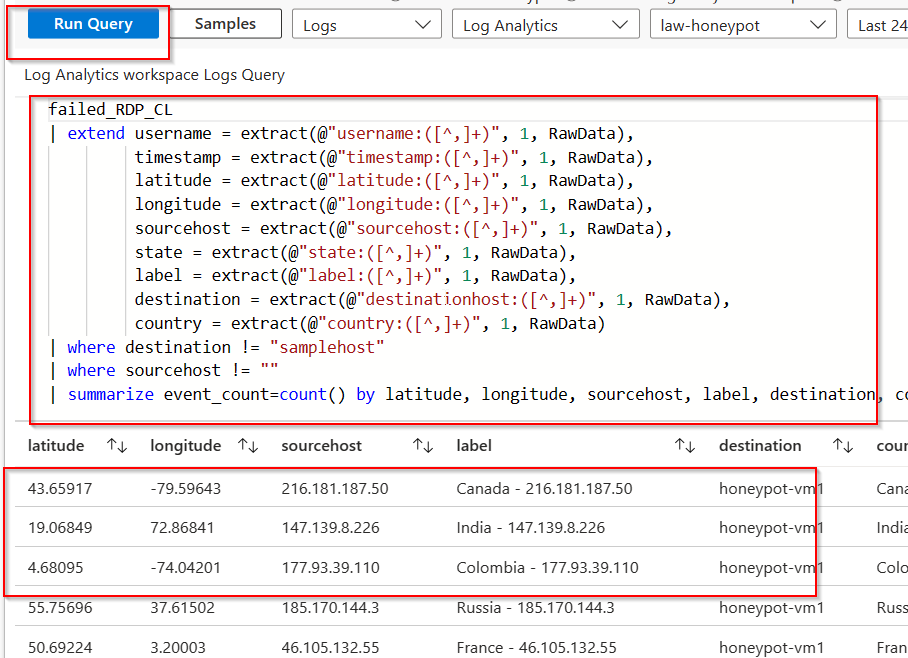 Run Query Samples Logs Log Analytics law-honeypot Last 24
Log Analytics workspace Logs Query
failed_RDP_CL
| extend username = extract(@"username:([^,]+)", 1, RawData),
timestamp = extract(@"timestamp:([^,]+)", 1, RawData),
latitude = extract(@"latitude:([^,]+)", 1, RawData),
longitude = extract(@"longitude:([^,]+)", 1, RawData),
sourcehost = extract(@"sourcehost:([^,]+)", 1, RawData),
state = extract(@"state:([^,]+)", 1, RawData),
label = extract(@"label:([^,]+)", 1, RawData),
destination = extract(@"destinationhost:([^,]+)", 1, RawData),
country = extract(@"country:([^,]+)", 1, RawData)
| where destination != "samplehost"
| where sourcehost != ""
| summarize event_count=count() by latitude, longitude, sourcehost, label, destination, co
latitude longitude sourcehost label destination cour
43.65917 -79.59643 216.181.187.50 Canada - 216.181.187.50 honeypot-vm1 Cana
19.06849 72.86841 147.139.8.226 India - 147.139.8.226 honeypot-vm1 India
4.68095 -74.04201 177.93.39.110 Colombia - 177.93.39.110 honeypot-vm1 Colo
55.75696 37.61502 185.170.144.3 Russia - 185.170.144.3 honeypot-vm1 Russ
50.69224 3.20003 46.105.132.55 France - 46.105.132.55 honeypot-vm1 Fran